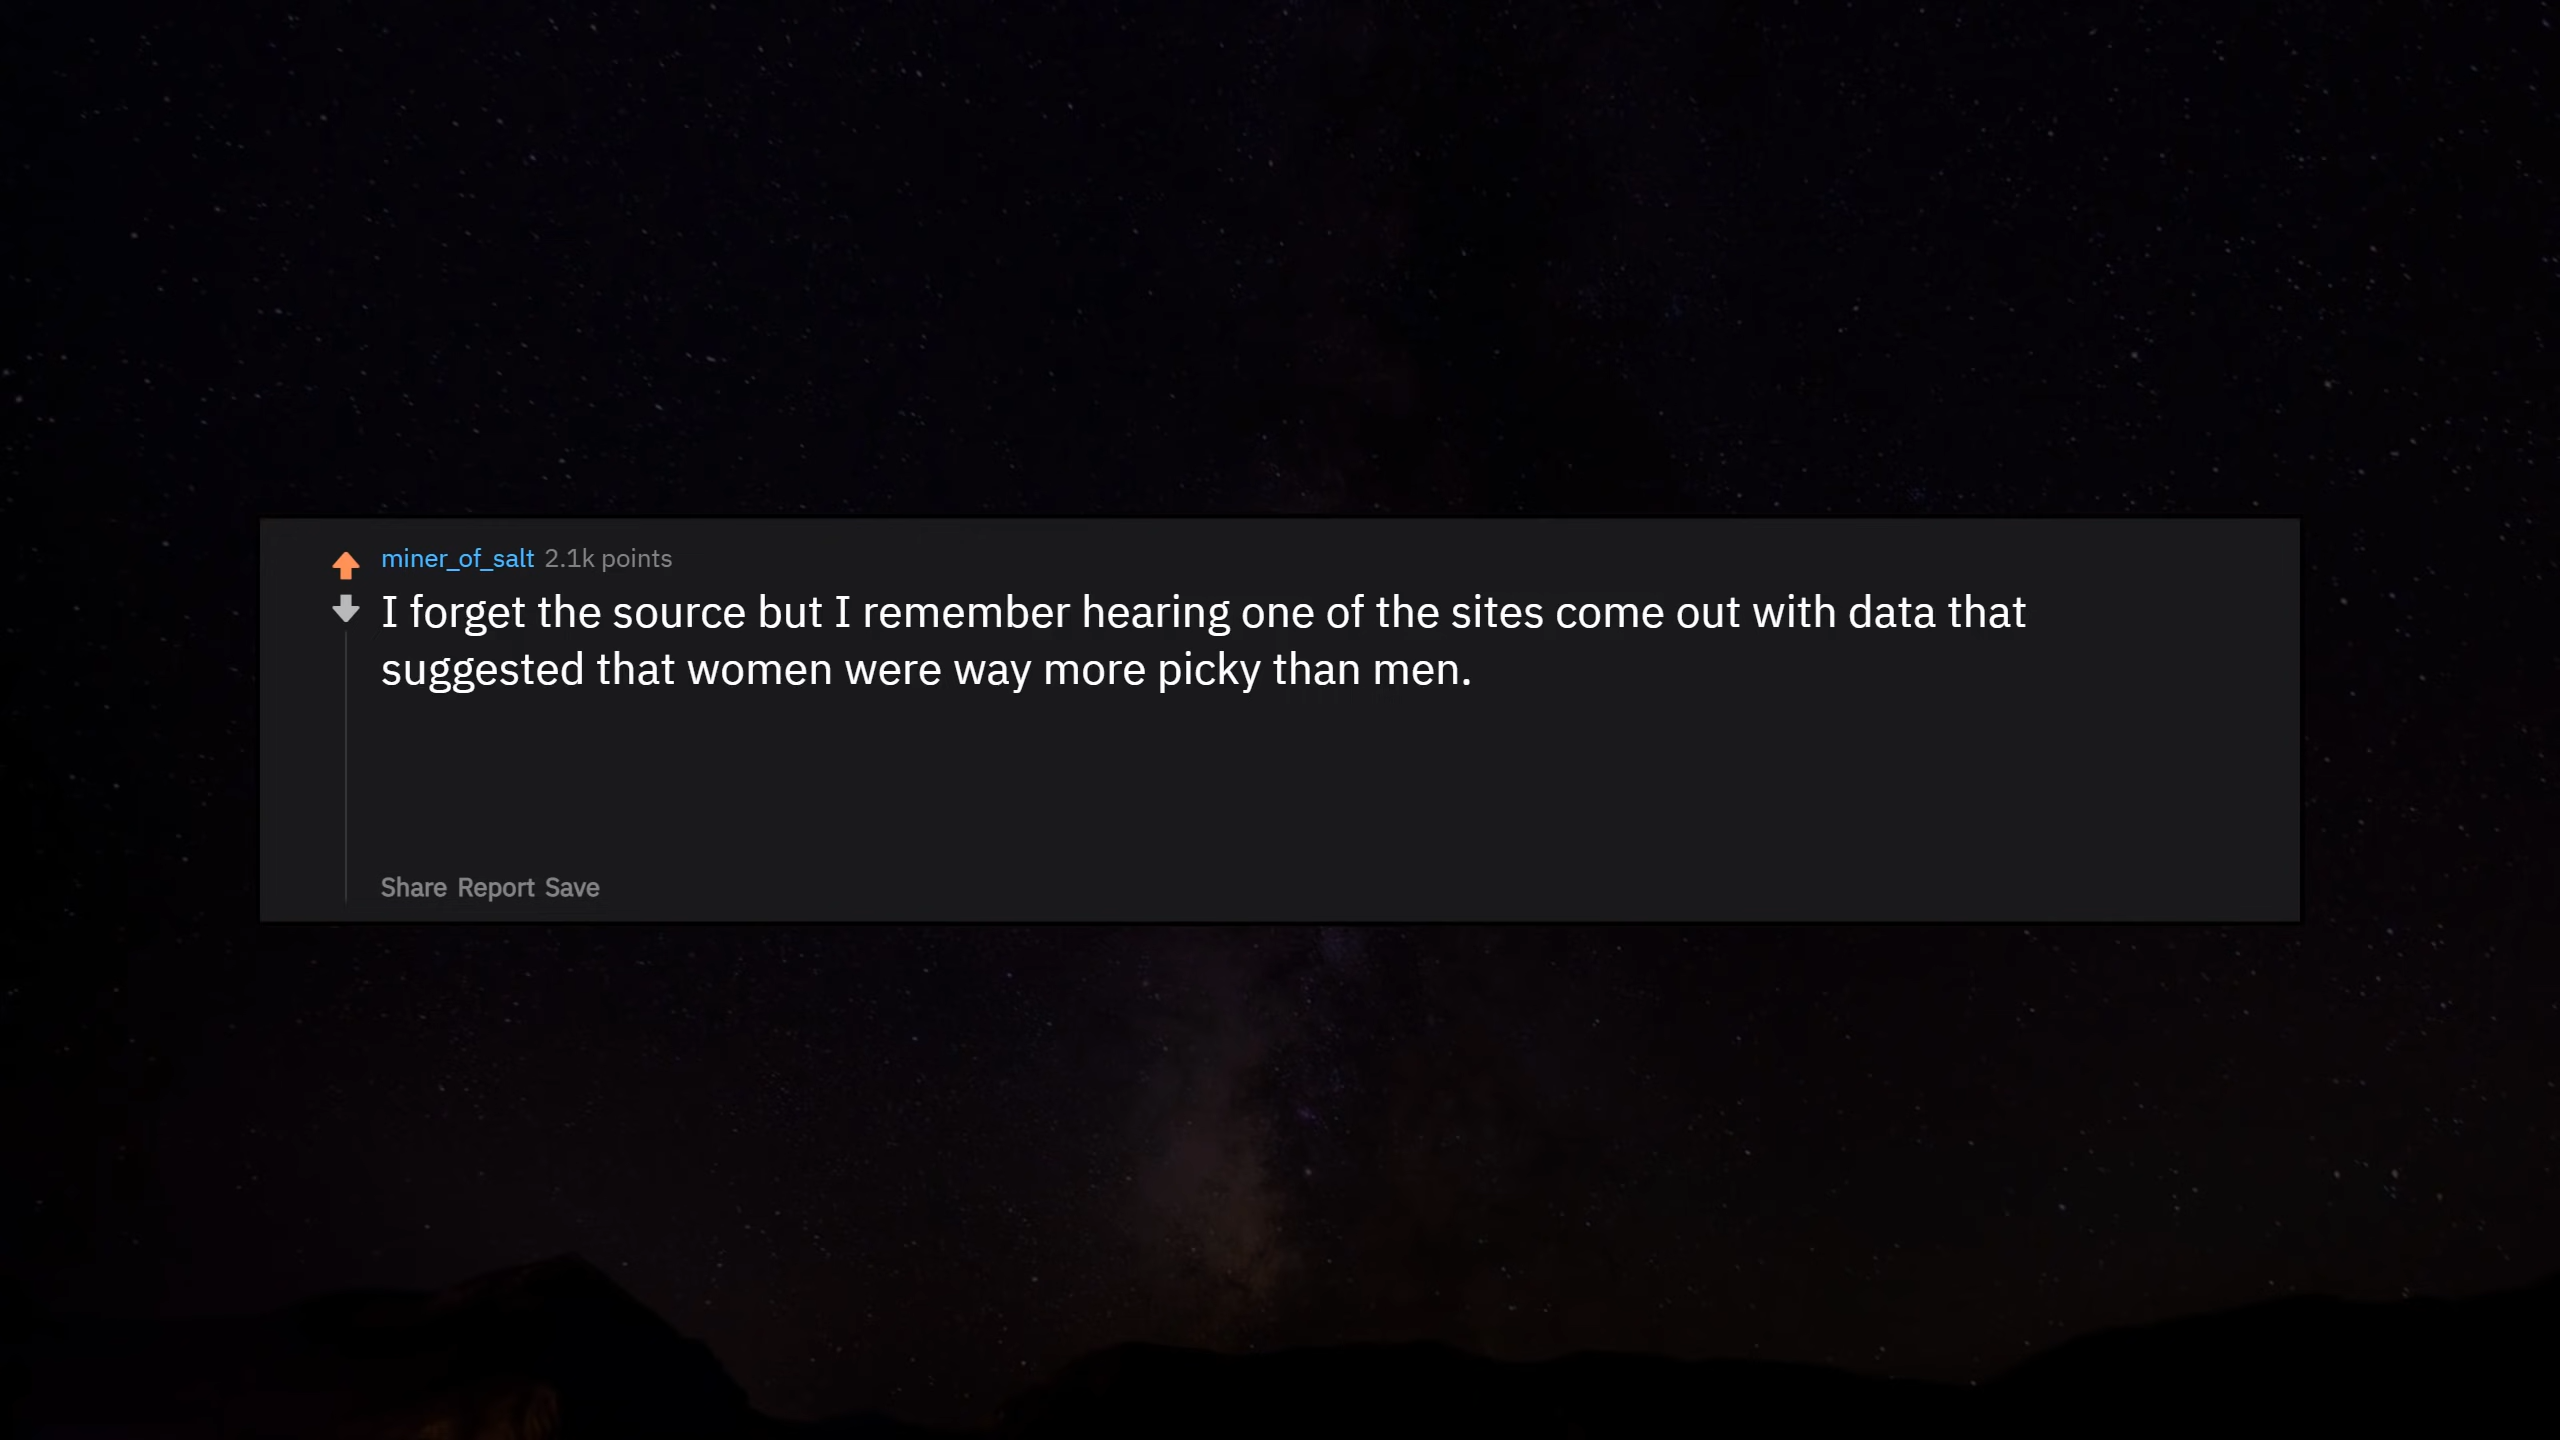 miner_of_salt 2.1k points
I forget the source but I remember hearing one of the sites come out with data that
suggested that women were way more picky than men.
Share Report Save